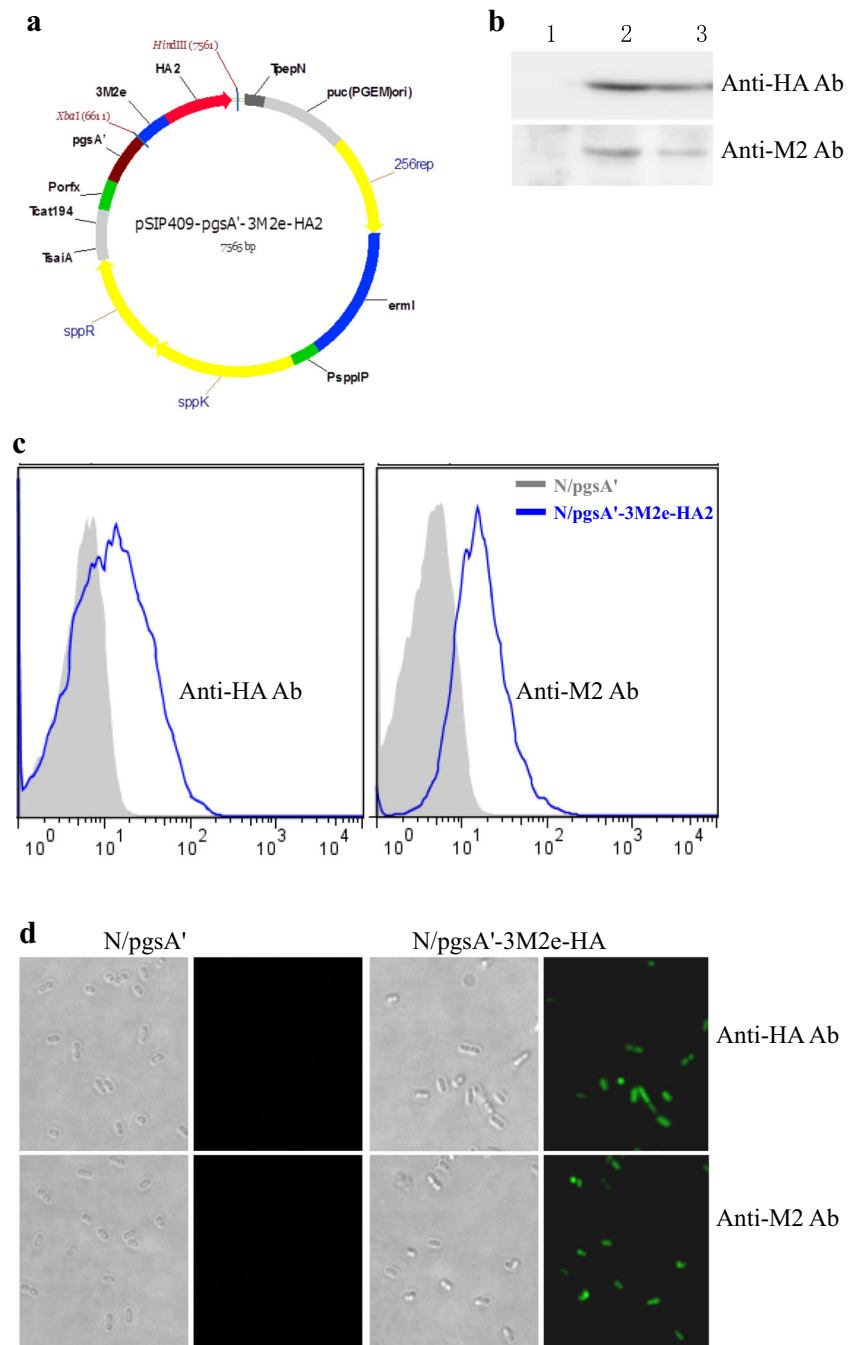 a
HindIII (7561)
HA2
TpepN
3M2e
puc(PGEM)ori)
XbaI (6611)
pgsA'
256rep
Porfx
Tcat194
pSIP409-pgsA'-3M2e-HA2
7565 bp
TsaiA
ermI
sppR
PsppIP
sppK
b
1 2 3
Anti-HA Ab
Anti-M2 Ab
c
N/pgsA'
N/pgsA'-3M2e-HA2
Anti-HA Ab
Anti-M2 Ab
10^0 10^1 10^2 10^3 10^4
10^0 10^1 10^2 10^3 10^4
d
N/pgsA' N/pgsA'-3M2e-HA
Anti-HA Ab
Anti-M2 Ab